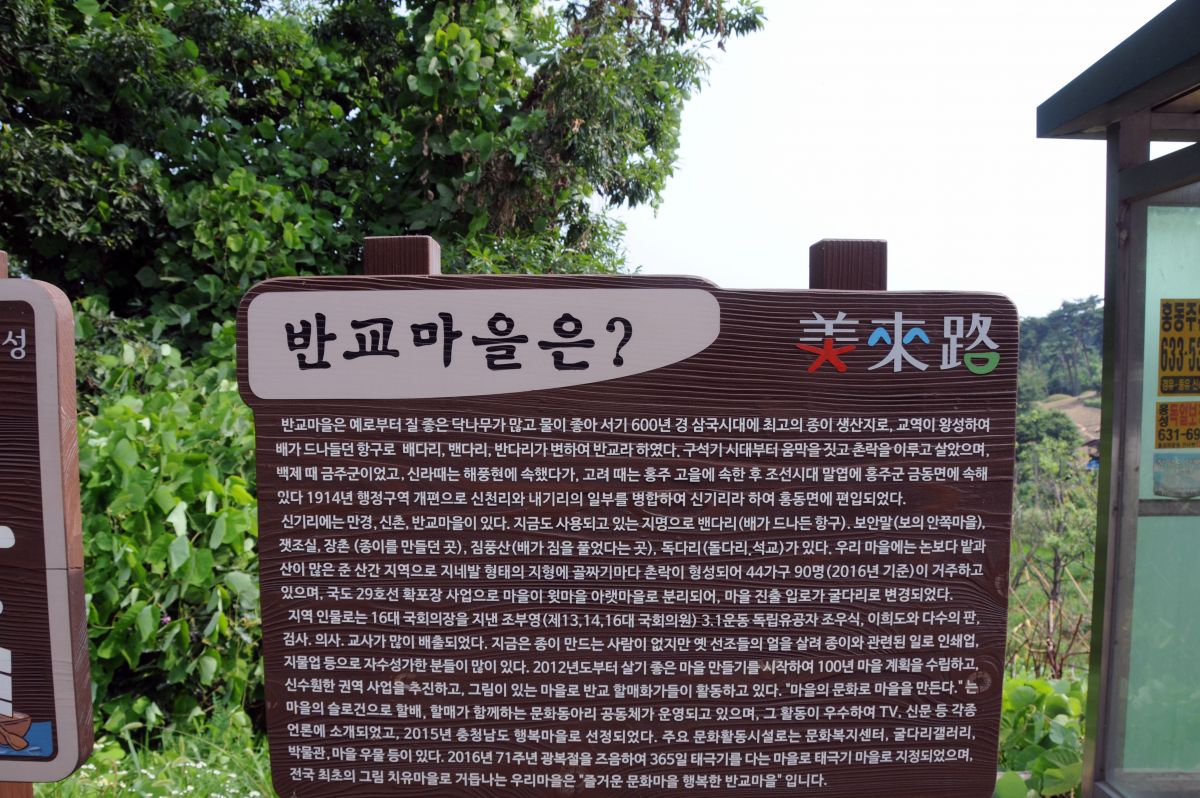 반교마을은?
美來路
반교마을은 예로부터 질 좋은 닥나무가 많고 물이 좋아 서기 600년 경 삼국시대에 최고의 종이 생산지로, 교역이 왕성하여
배가 드나들던 항구로 배다리, 밴다리, 반다리가 변하여 반교라 하였다. 구석기 시대부터 움막을 짓고 촌락을 이루고 살았으며,
백제 때 금주군이었고, 신라때는 해풍현에 속했다가, 고려 때는 홍주 고을에 속한 후 조선시대 말엽에 홍주군 금동면에 속해
있다 1914년 행정구역 개편으로 신천리와 내기리의 일부를 병합하여 신기리라 하여 홍동면에 편입되었다.
신기리에는 만경, 신촌, 반교마을이 있다. 지금도 사용되고 있는 지명으로 밴다리(배가 드나든 항구). 보안말(보의 안쪽마을),
잿조실, 장촌 (종이를 만들던 곳), 짐풍산(배가 짐을 풀었다는 곳), 독다리(돌다리,석교)가 있다. 우리 마을에는 논보다 밭과
산이 많은 준 산간 지역으로 지네발 형태의 지형에 골짜기마다 촌락이 형성되어 44가구 90명(2016년 기준)이 거주하고
있으며, 국도 29호선 확포장 사업으로 마을이 윗마을 아랫마을로 분리되어, 마을 진출 입로가 굴다리로 변경되었다.
지역 인물로는 16대 국회의장을 지낸 조부영(제13,14,16대 국회의원) 3.1운동 독립유공자 조우식, 이희도와 다수의 판,
검사, 의사. 교사가 많이 배출되었다. 지금은 종이 만드는 사람이 없지만 옛 선조들의 얼을 살려 종이와 관련된 일로 인쇄업,
지물업 등으로 자수성가한 분들이 많이 있다. 2012년도부터 살기 좋은 마을 만들기를 시작하여 100년 마을 계획을 수립하고,
신수훤한 권역 사업을 추진하고, 그림이 있는 마을로 반교 할매화가들이 활동하고 있다. "마을의 문화로 마을을 만든다." 는
마을의 슬로건으로 할배, 할매가 함께하는 문화동아리 공동체가 운영되고 있으며, 그 활동이 우수하여 TV, 신문 등 각종
언론에 소개되었고, 2015년 충청남도 행복마을로 선정되었다. 주요 문화활동시설로는 문화복지센터, 굴다리갤러리,
박물관, 마을 우물 등이 있다. 2016년 71주년 광복절을 즈음하여 365일 태극기를 다는 마을로 태극기 마을로 지정되었으며,
전국 최초의 그림 치유마을로 거듭나는 우리마을은 "즐거운 문화마을 행복한 반교마을" 입니다.
성
홍동주
633-5
631-6